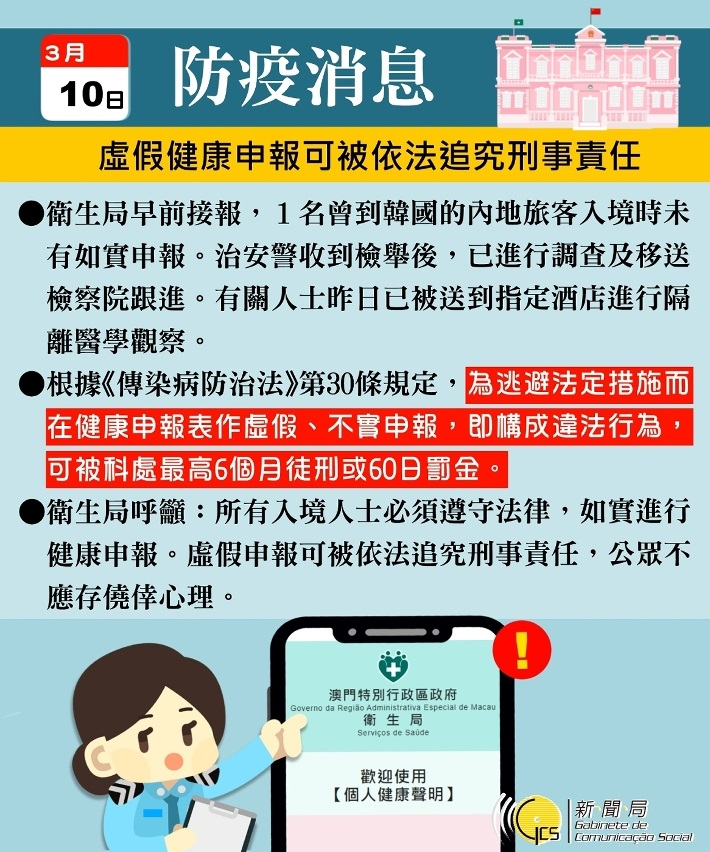 3月
10日
防疫消息
虛假健康申報可被依法追究刑事責任
●衛生局早前接報，1名曾到韓國的內地旅客入境時未
有如實申報。治安警收到檢舉後，已進行調查及移送
檢察院跟進。有關人士昨日已被送到指定酒店進行隔
離醫學觀察。
●根據《傳染病防治法》第30條規定，為逃避法定措施而
在健康申報表作虛假、不實申報，即構成違法行為，
可被科處最高6個月徒刑或60日罰金。
●衛生局呼籲：所有入境人士必須遵守法律，如實進行
健康申報。虛假申報可被依法追究刑事責任，公眾不
應存僥倖心理。
!
澳門特別行政區政府
Governo da Região Administrativa Especial de Macau
衛生局
Serviços de Saúde
歡迎使用
【個人健康聲明】
GCS
新·聞·局
Gabinete de
Comunicação Social